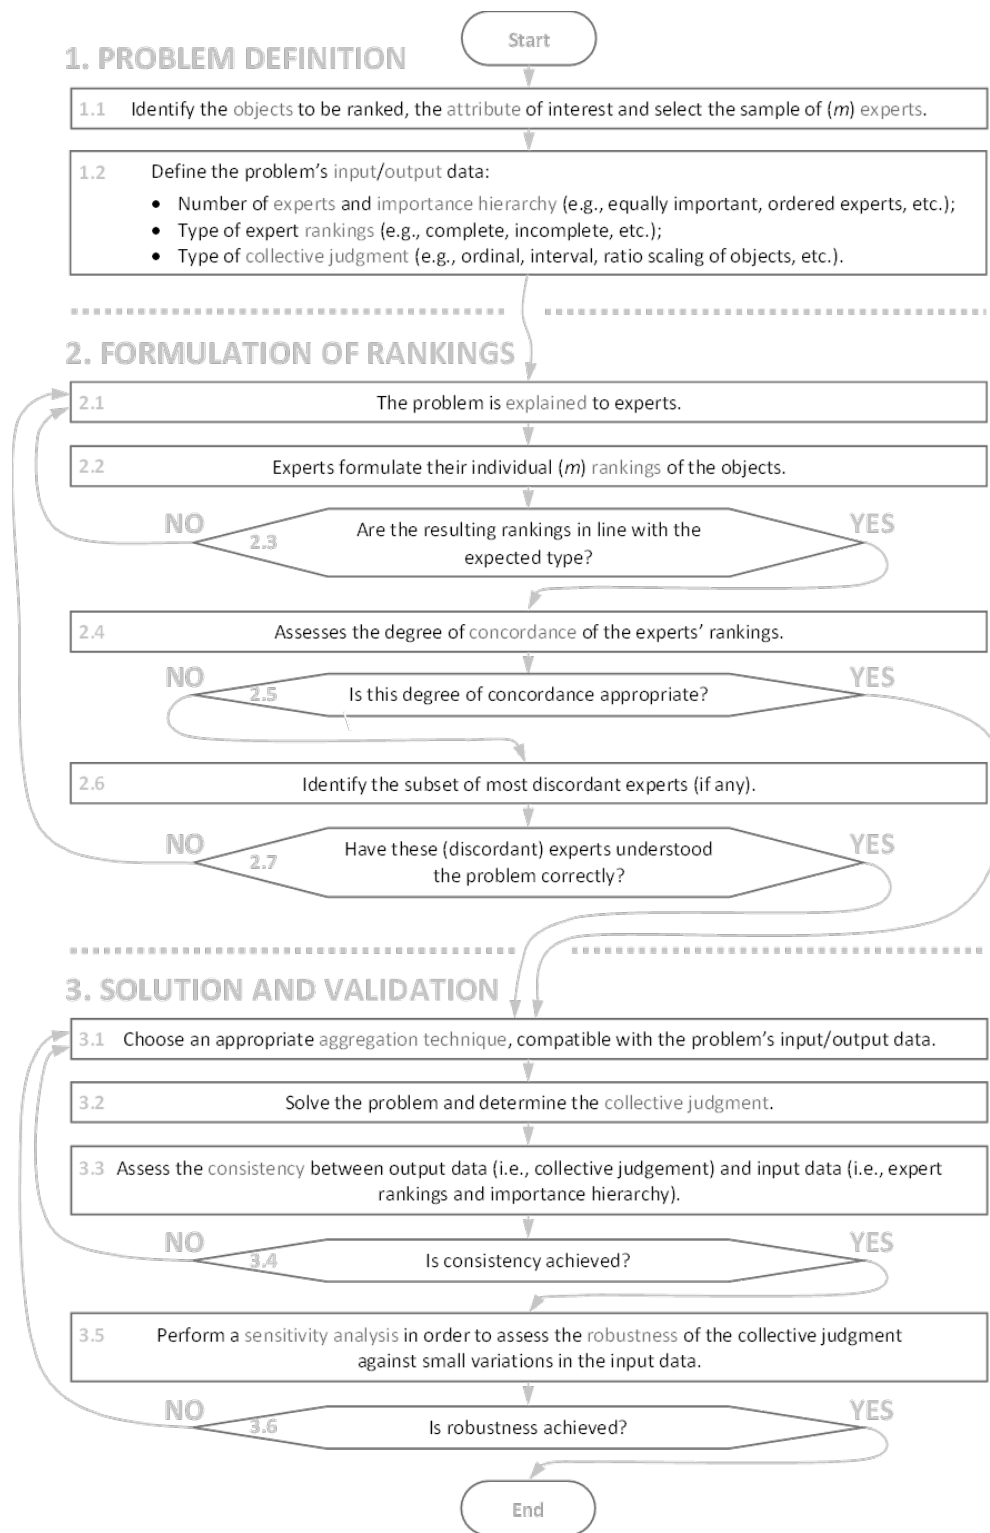 Start
1. PROBLEM DEFINITION
1.1 Identify the objects to be ranked, the attribute of interest and select the sample of (m) experts.
1.2 Define the problem's input/output data:
• Number of experts and importance hierarchy (e.g., equally important, ordered experts, etc.);
• Type of expert rankings (e.g., complete, incomplete, etc.);
• Type of collective judgment (e.g., ordinal, interval, ratio scaling of objects, etc.).
2. FORMULATION OF RANKINGS
2.1 The problem is explained to experts.
2.2 Experts formulate their individual (m) rankings of the objects.
NO
YES
2.3 Are the resulting rankings in line with the
expected type?
2.4 Assesses the degree of concordance of the experts' rankings.
NO
YES
2.5 Is this degree of concordance appropriate?
2.6 Identify the subset of most discordant experts (if any).
NO
YES
2.7 Have these (discordant) experts understood
the problem correctly?
3. SOLUTION AND VALIDATION
3.1 Choose an appropriate aggregation technique, compatible with the problem's input/output data.
3.2 Solve the problem and determine the collective judgment.
3.3 Assess the consistency between output data (i.e., collective judgement) and input data (i.e., expert
rankings and importance hierarchy).
NO
YES
3.4 Is consistency achieved?
3.5 Perform a sensitivity analysis in order to assess the robustness of the collective judgment
against small variations in the input data.
NO
YES
3.6 Is robustness achieved?
End